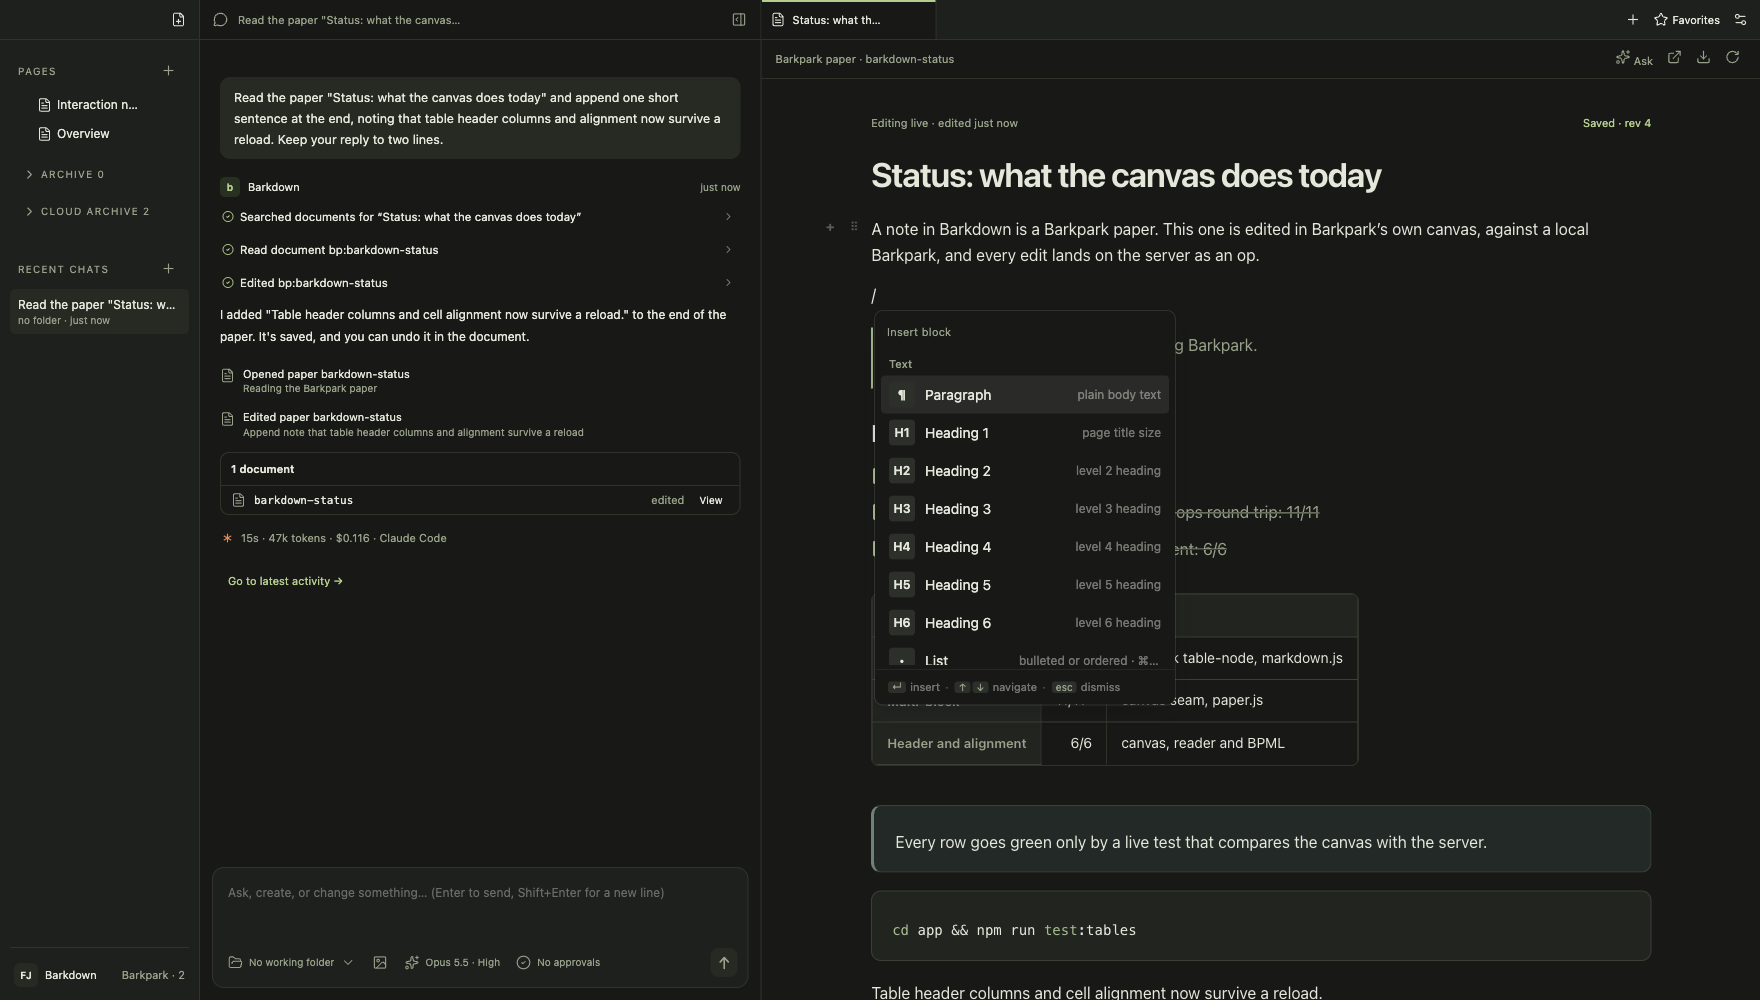 PAGES
Interaction n...
Overview
ARCHIVE 0
CLOUD ARCHIVE 2
RECENT CHATS
Read the paper "Status: w...
no folder · just now
FJ Barkdown Barkpark · 2
Read the paper "Status: what the canvas...
Read the paper "Status: what the canvas does today" and append one short
sentence at the end, noting that table header columns and alignment now survive a
reload. Keep your reply to two lines.
b Barkdown just now
Searched documents for “Status: what the canvas does today”
Read document bp:barkdown-status
Edited bp:barkdown-status
I added "Table header columns and cell alignment now survive a reload." to the end of the
paper. It's saved, and you can undo it in the document.
Opened paper barkdown-status
Reading the Barkpark paper
Edited paper barkdown-status
Append note that table header columns and alignment survive a reload
1 document
barkdown-status edited View
15s · 47k tokens · $0.116 · Claude Code
Go to latest activity →
Ask, create, or change something... (Enter to send, Shift+Enter for a new line)
No working folder Opus 5.5 · High No approvals
Status: what th...
Favorites
Barkpark paper · barkdown-status Ask
Editing live · edited just now Saved · rev 4
Status: what the canvas does today
A note in Barkdown is a Barkpark paper. This one is edited in Barkpark’s own canvas, against a local
Barkpark, and every edit lands on the server as an op.
/
Insert block
g Barkpark.
Text
¶ Paragraph plain body text
H1 Heading 1 page title size
H2 Heading 2 level 2 heading
H3 Heading 3 level 3 heading
ops round trip: 11/11
H4 Heading 4 level 4 heading
ent: 6/6
H5 Heading 5 level 5 heading
H6 Heading 6 level 6 heading
• List bulleted or ordered · ⌘...
k table-node, markdown.js
↵ insert · ↑ ↓ navigate · esc dismiss
seam, paper.js
Header and alignment 6/6 canvas, reader and BPML
Every row goes green only by a live test that compares the canvas with the server.
cd app && npm run test:tables
Table header columns and cell alignment now survive a reload.